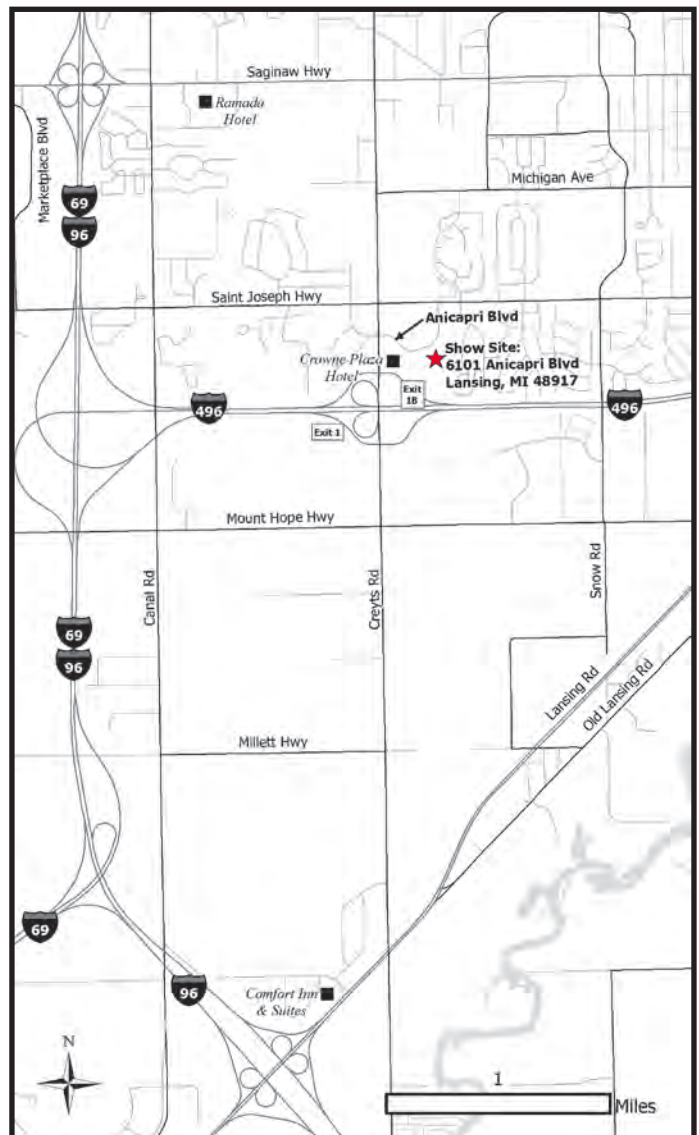 Saginaw Hwy
Ramada
Hotel
Marketplace Blvd
Michigan Ave
69
96
Saint Joseph Hwy
Anicapri Blvd
Crowne Plaza
Hotel
Show Site:
6101 Anicapri Blvd
Lansing, MI 48917
Exit
1B
496
496
Exit 1
Mount Hope Hwy
Canal Rd
Creyts Rd
Snow Rd
69
96
Lansing Rd
Old Lansing Rd
Millett Hwy
69
96
Comfort Inn
& Suites
N
1
Miles